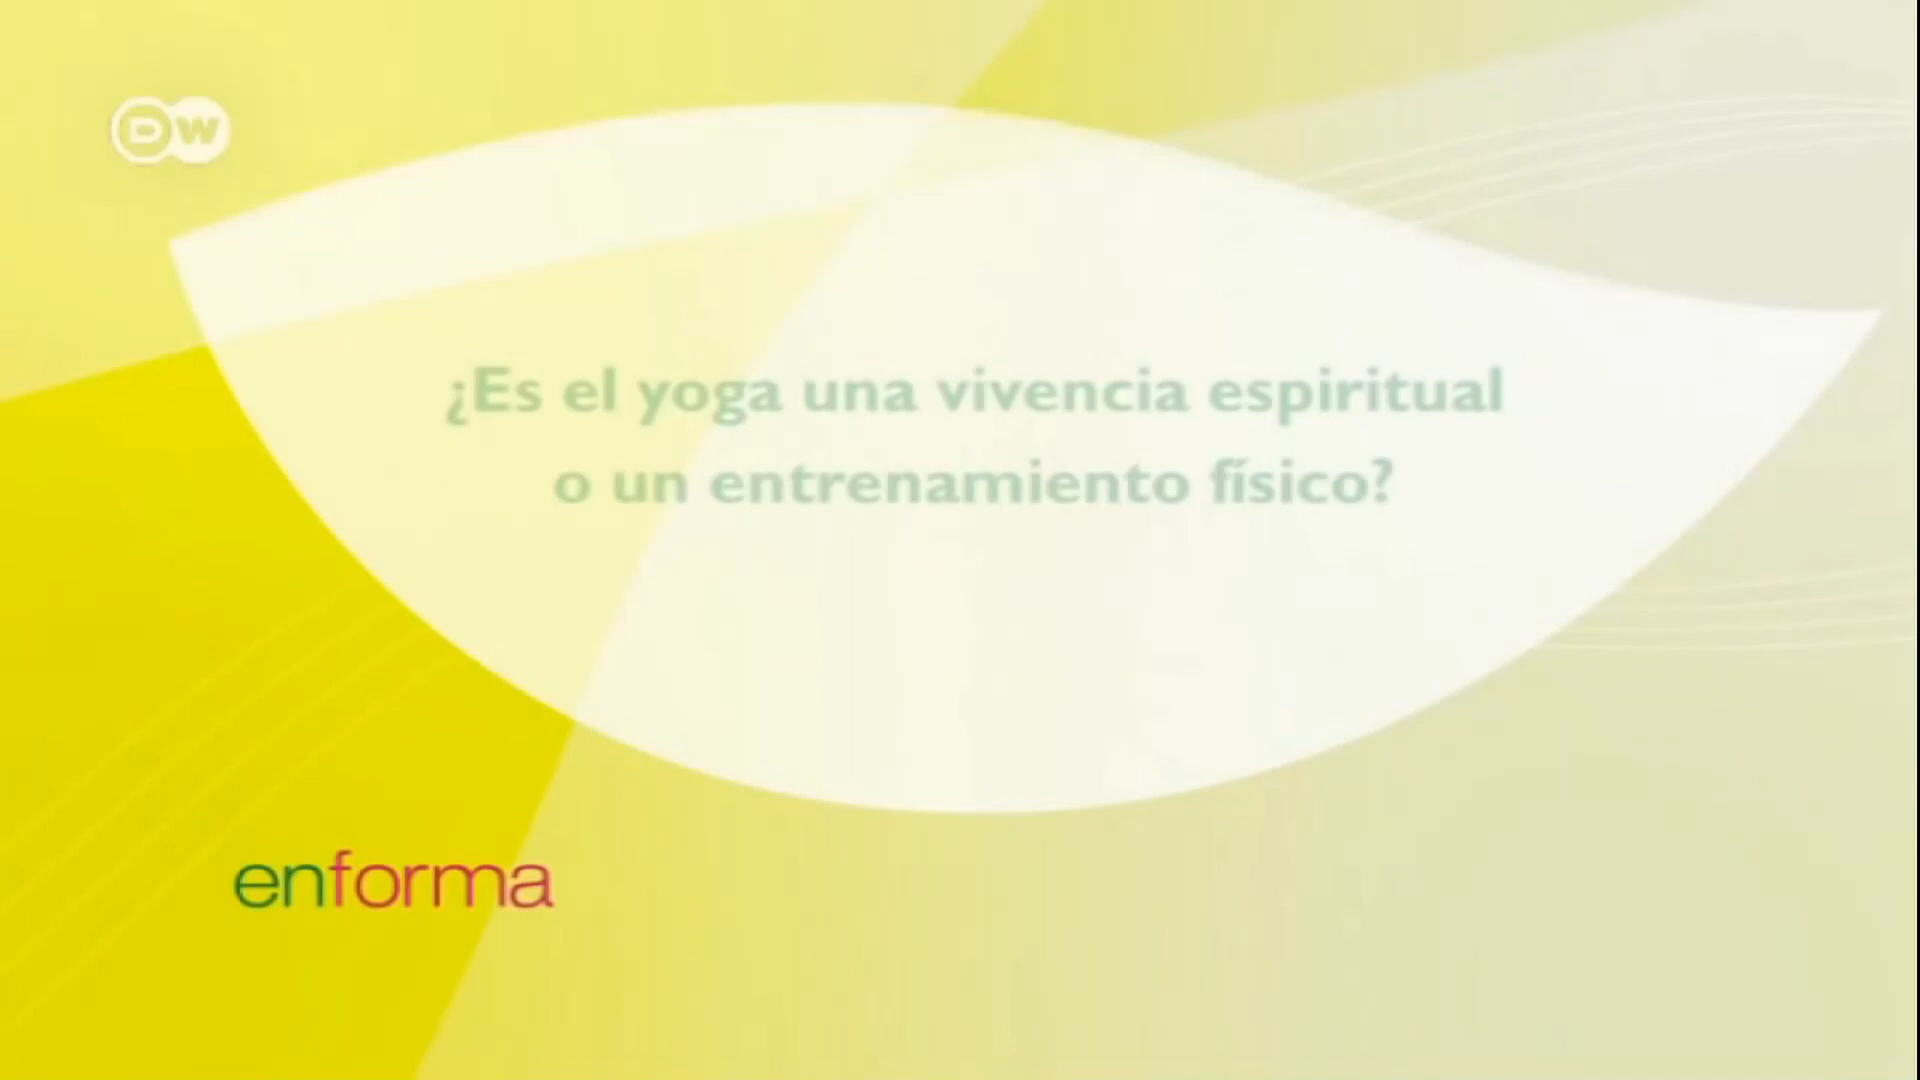 DW
¿Es el yoga una vivencia espiritual
o un entrenamiento físico?
enforma